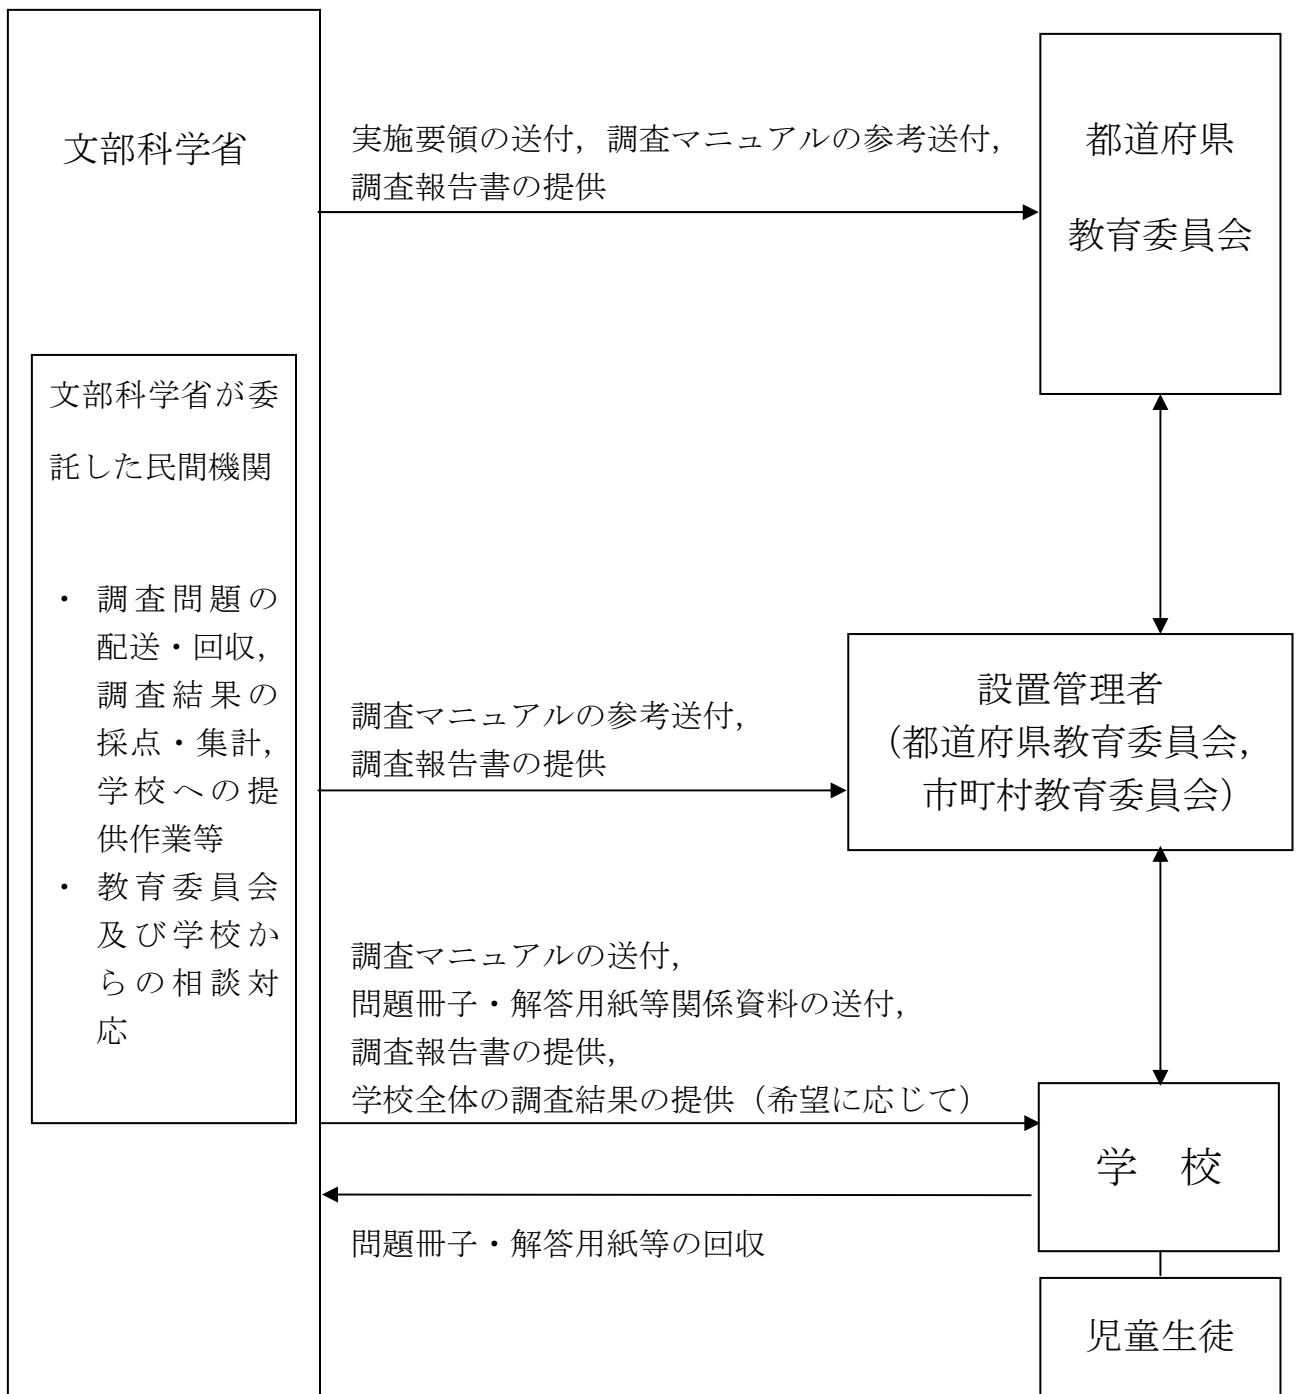 文部科学省
実施要領の送付，調査マニュアルの参考送付，
調査報告書の提供
都道府県
教育委員会
文部科学省が委
託した民間機関
・ 調査問題の
配送・回収，
調査結果の
採点・集計，
学校への提
供作業等
・ 教育委員会
及び学校か
らの相談対
応
調査マニュアルの参考送付，
調査報告書の提供
設置管理者
（都道府県教育委員会，
市町村教育委員会）
調査マニュアルの送付，
問題冊子・解答用紙等関係資料の送付，
調査報告書の提供，
学校全体の調査結果の提供（希望に応じて）
学　校
問題冊子・解答用紙等の回収
児童生徒